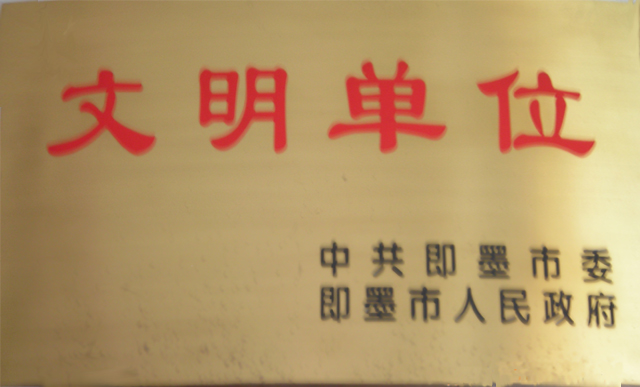 文明单位
中共即墨市委
即墨市人民政府